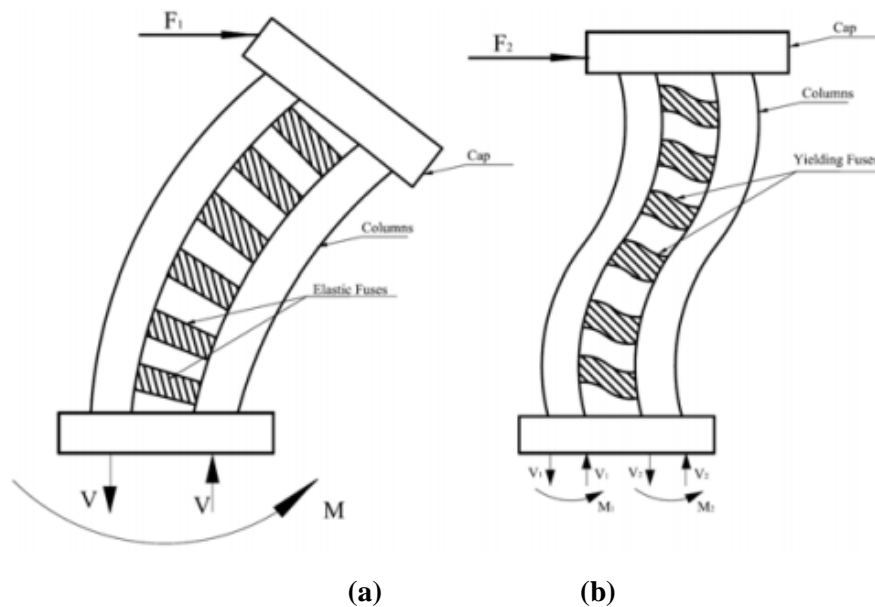 F₁
Cap
Columns
Elastic Fuses
V
V
M
F₂
Cap
Columns
Yielding Fuses
V₁
V₁
V₂
V₂
M₁
M₂
(a)
(b)